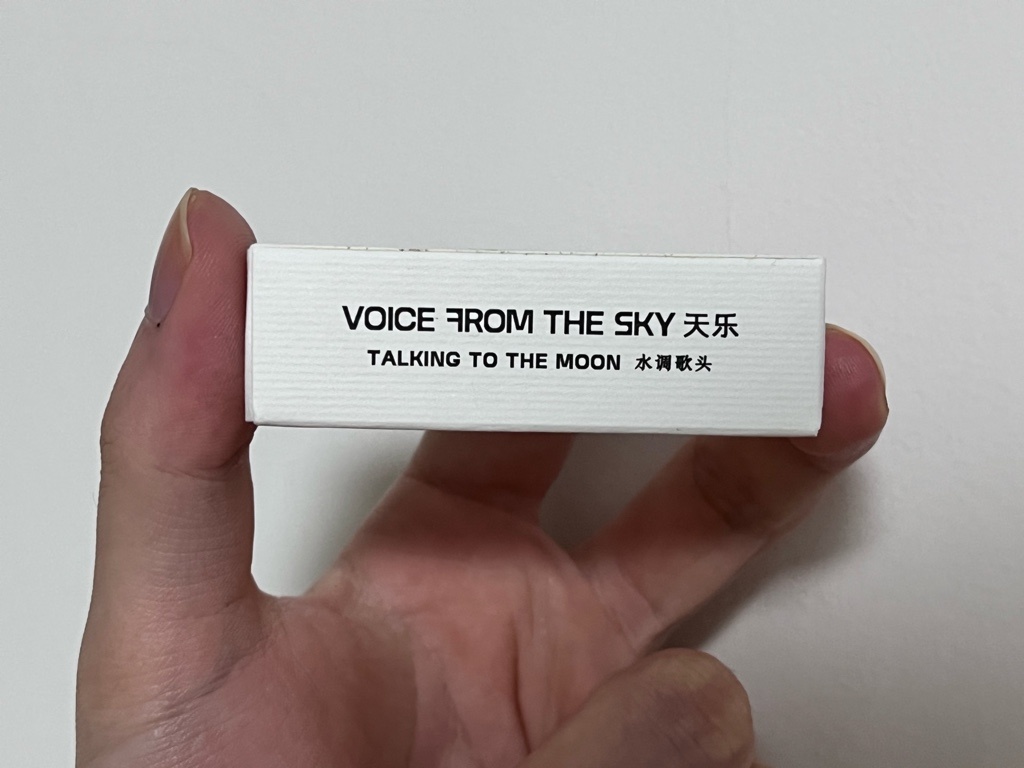 VOICE FROM THE SKY 天乐
TALKING TO THE MOON 水调歌头